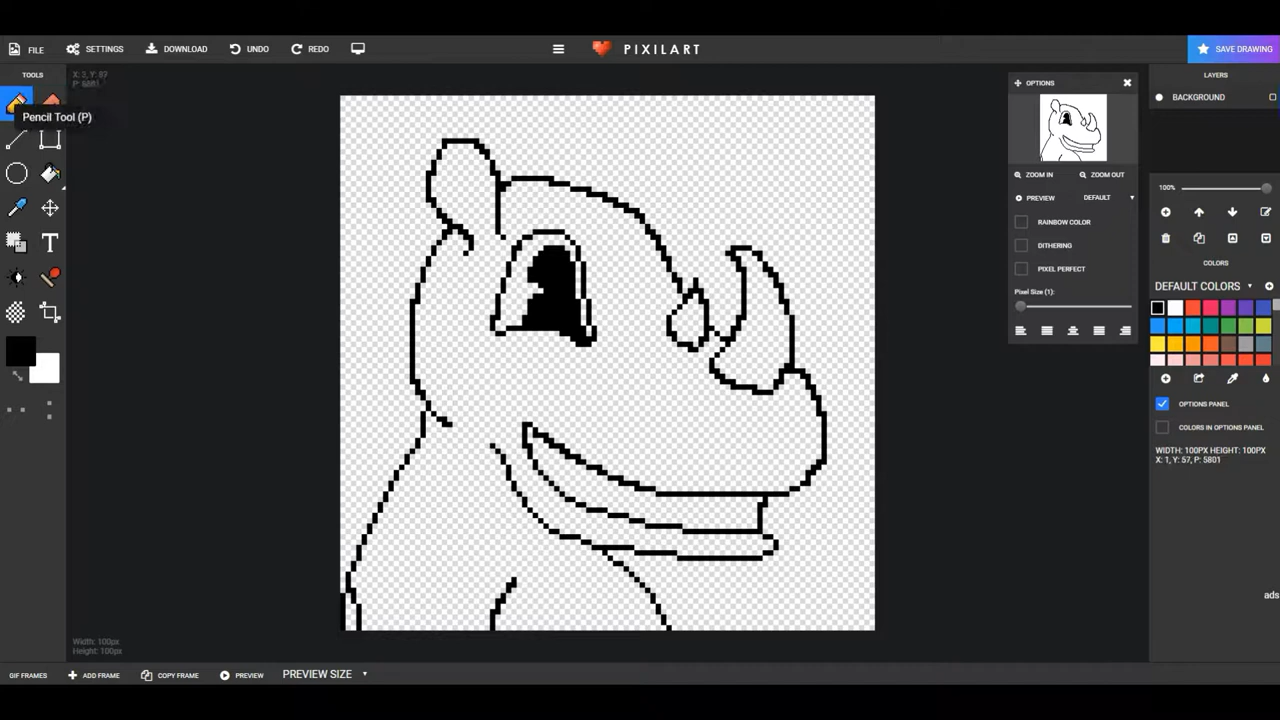 FILE
SETTINGS
DOWNLOAD
UNDO
REDO
PIXILART
SAVE DRAWING
TOOLS
X: 3, Y: 97
Pencil Tool (P)
OPTIONS
LAYERS
BACKGROUND
ZOOM IN
ZOOM OUT
100%
PREVIEW
DEFAULT
RAINBOW COLOR
DITHERING
PIXEL PERFECT
COLORS
DEFAULT COLORS
Pixel Size (1):
T
OPTIONS PANEL
COLORS IN OPTIONS PANEL
WIDTH: 100PX HEIGHT: 100PX
X: 1, Y: 57, P: 5801
ads
Width: 100px
Height: 100px
GIF FRAMES
ADD FRAME
COPY FRAME
PREVIEW
PREVIEW SIZE